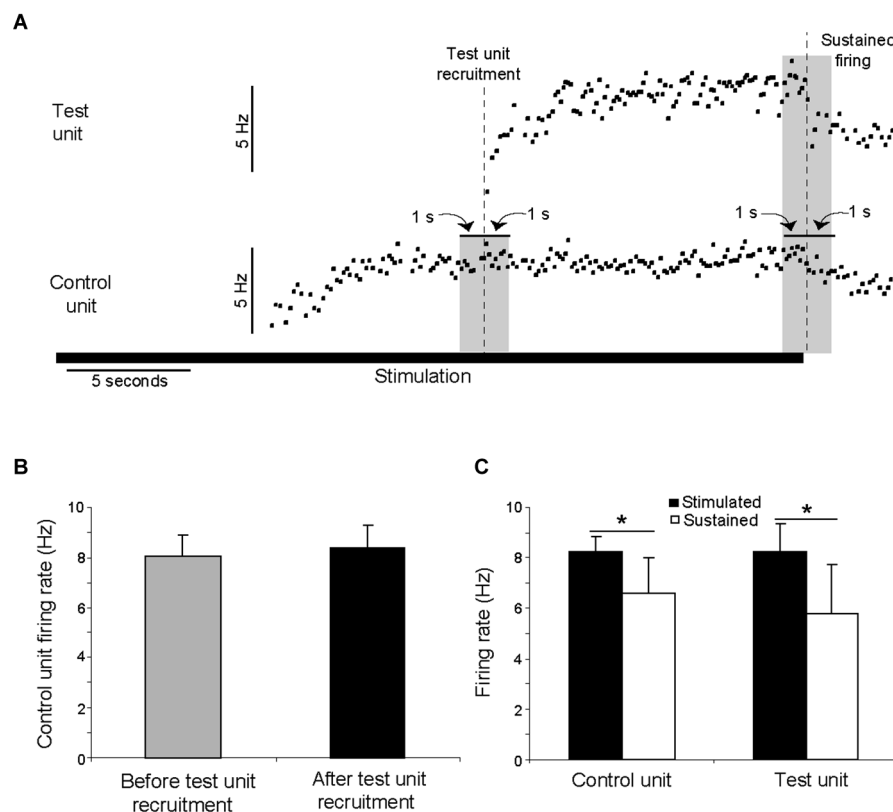 A
Test unit
recruitment
Sustained
firing
Test
unit
5 Hz
1 s
1 s
1 s
1 s
Control
unit
5 Hz
5 seconds
Stimulation
B
Control unit firing rate (Hz)
10
8
6
4
2
0
Before test unit
recruitment
After test unit
recruitment
C
Firing rate (Hz)
10
8
6
4
2
0
Stimulated
Sustained
*
*
Control unit
Test unit